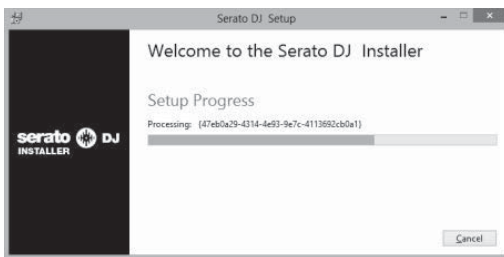 Serato DJ Setup
Welcome to the Serato DJ Installer
Setup Progress
Processing: {47eb0a29-4314-4e93-9e7c-4113692cb0a1}
serato DJ
INSTALLER
Cancel